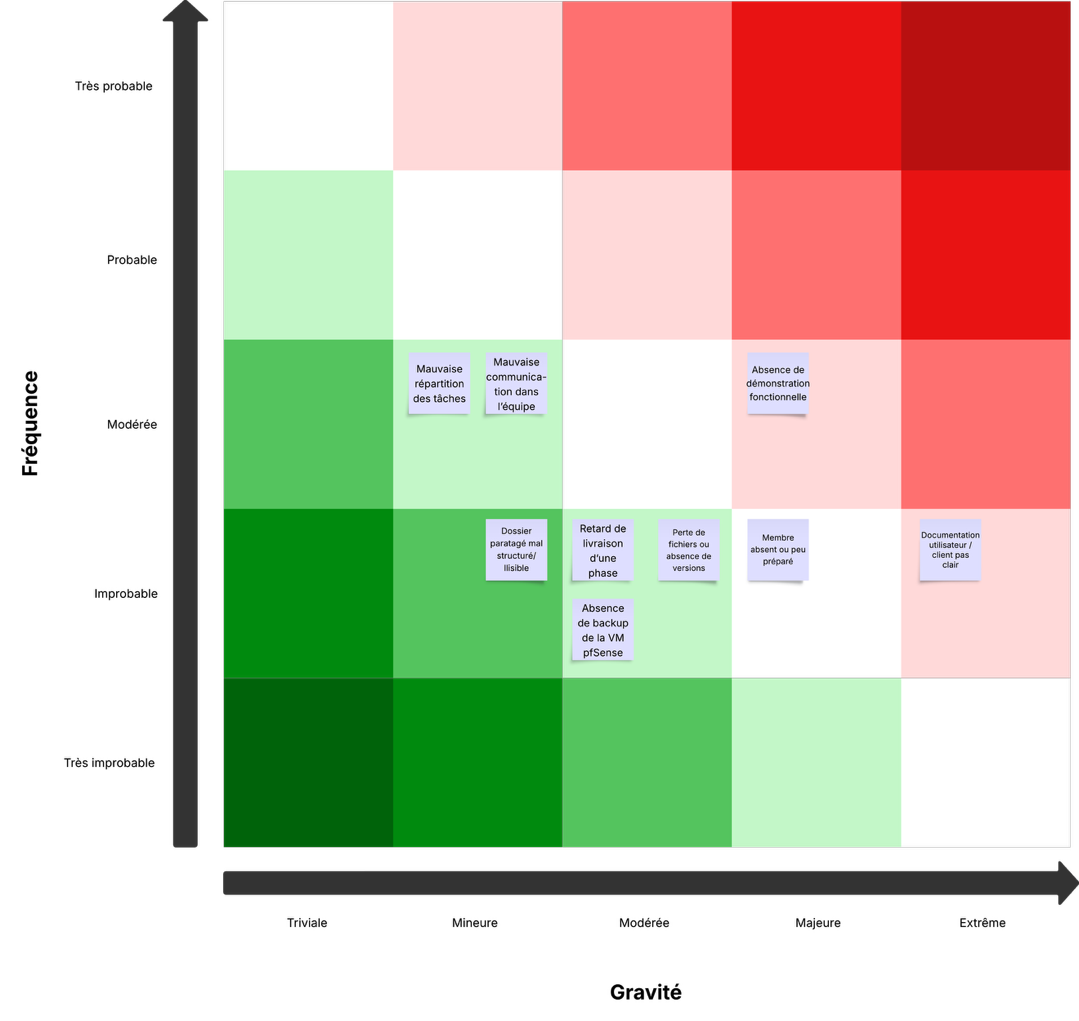 Très probable
Probable
Fréquence
Modérée
Mauvaise
répartition
des tâches
Mauvaise
communica-
tion dans
l'équipe
Absence de
démonstration
fonctionnelle
Improbable
Dossier
paratagé mal
structuré/
llisible
Retard de
livraison
d'une
phase
Perte de
fichiers ou
absence de
versions
Membre
absent ou peu
préparé
Documentation
utilisateur /
client pas
clair
Absence
de backup
de la VM
pfSense
Très improbable
Triviale
Mineure
Modérée
Majeure
Extrême
Gravité